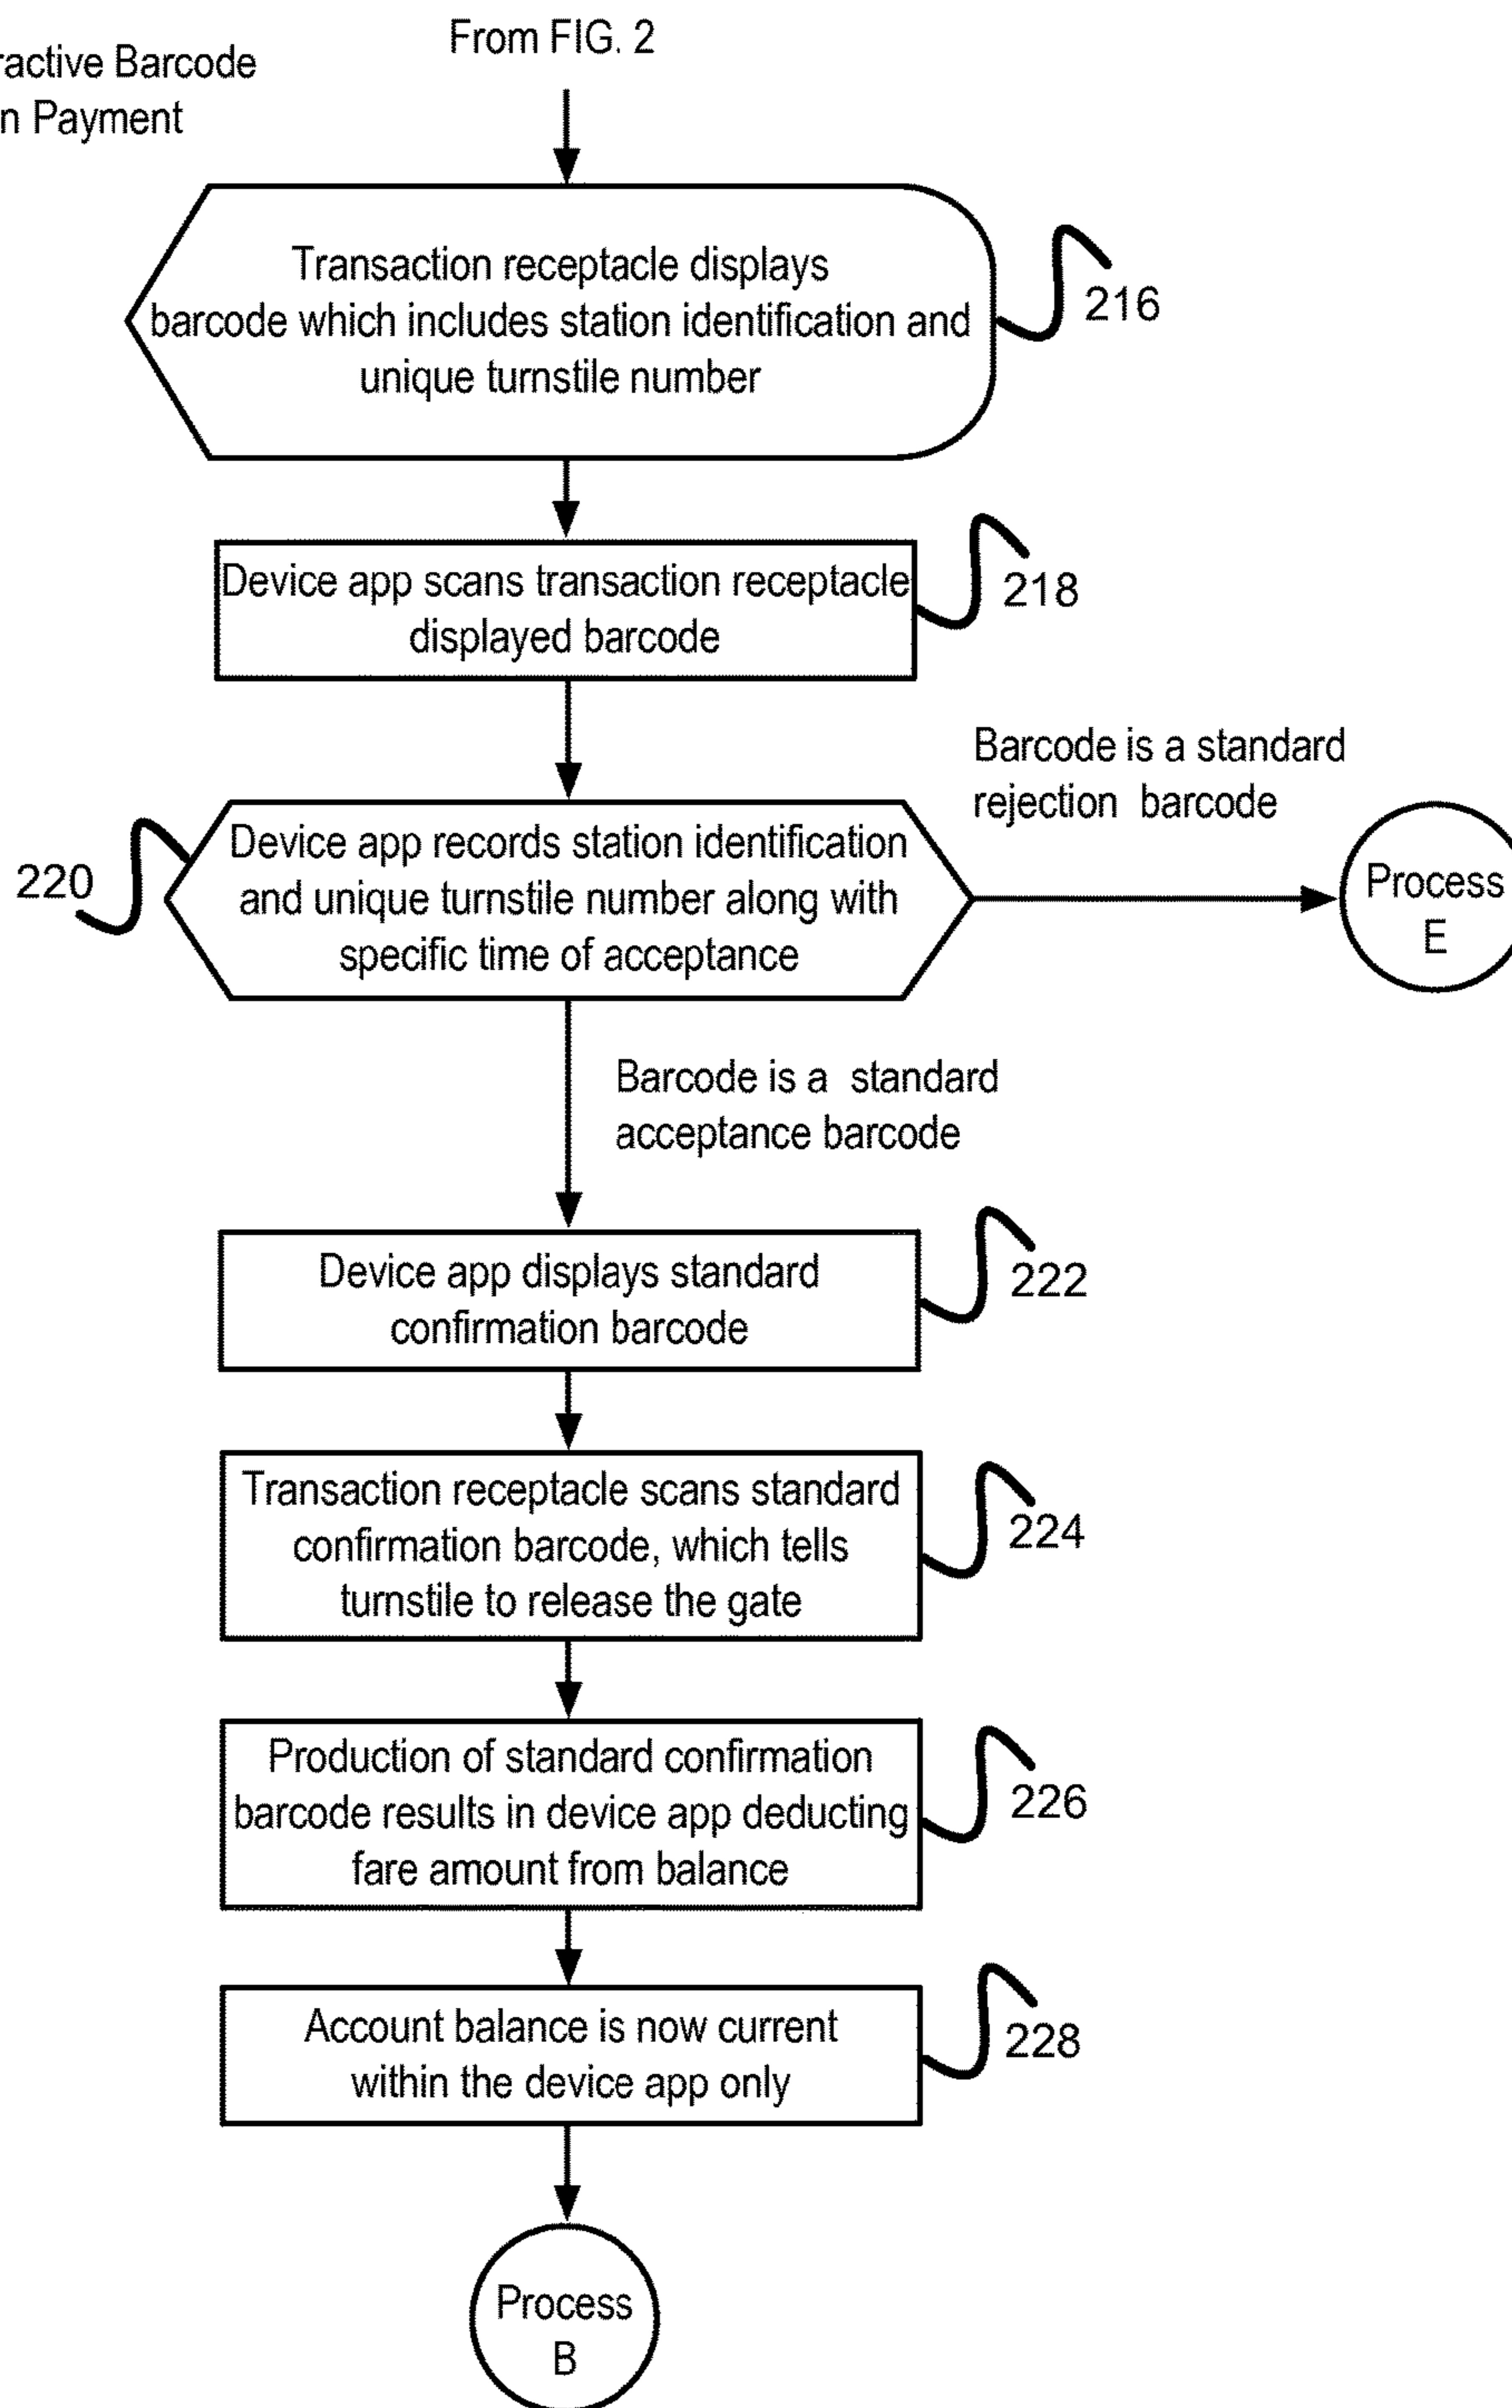 From FIG. 2
ractive Barcode
n Payment
Transaction receptacle displays
barcode which includes station identification and
unique turnstile number
216
Device app scans transaction receptacle
displayed barcode
218
Barcode is a standard
rejection barcode
Device app records station identification
and unique turnstile number along with
specific time of acceptance
220
Process
E
Barcode is a standard
acceptance barcode
Device app displays standard
confirmation barcode
222
Transaction receptacle scans standard
confirmation barcode, which tells
turnstile to release the gate
224
Production of standard confirmation
barcode results in device app deducting
fare amount from balance
226
Account balance is now current
within the device app only
228
Process
B